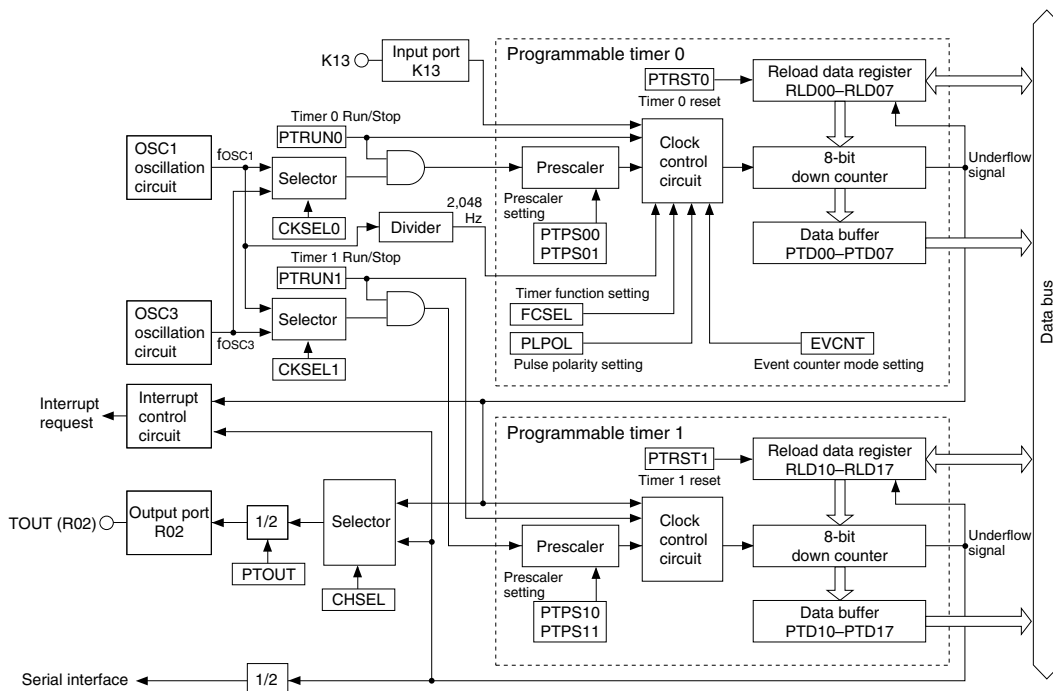 K13
Input port
K13
Programmable timer 0
PTRST0
Timer 0 reset
Reload data register
RLD00–RLD07
Timer 0 Run/Stop
PTRUN0
OSC1
oscillation
circuit
fOSC1
Selector
CKSEL0
Prescaler
Prescaler
setting
PTPS00
PTPS01
Clock
control
circuit
8-bit
down counter
Underflow
signal
Data buffer
PTD00–PTD07
Divider
2,048
Hz
Timer 1 Run/Stop
PTRUN1
OSC3
oscillation
circuit
fOSC3
Selector
CKSEL1
Timer function setting
FCSEL
PLPOL
Pulse polarity setting
EVCNT
Event counter mode setting
Data bus
Interrupt
request
Interrupt
control
circuit
Programmable timer 1
PTRST1
Timer 1 reset
Reload data register
RLD10–RLD17
TOUT (R02)
Output port
R02
1/2
PTOUT
Selector
CHSEL
Prescaler
Prescaler
setting
PTPS10
PTPS11
Clock
control
circuit
8-bit
down counter
Underflow
signal
Data buffer
PTD10–PTD17
Serial interface
1/2